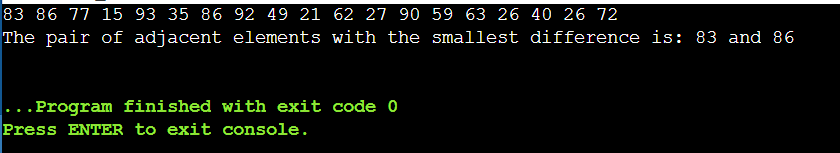 83 86 77 15 93 35 86 92 49 21 62 27 90 59 63 26 40 26 72
The pair of adjacent elements with the smallest difference is: 83 and 86
...Program finished with exit code 0
Press ENTER to exit console.